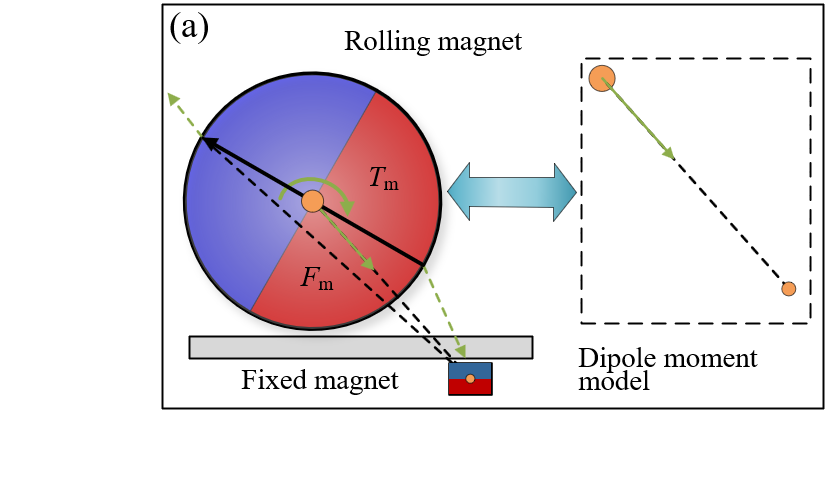 (a)
Rolling magnet
Tm
Fm
Fixed magnet
Dipole moment
model